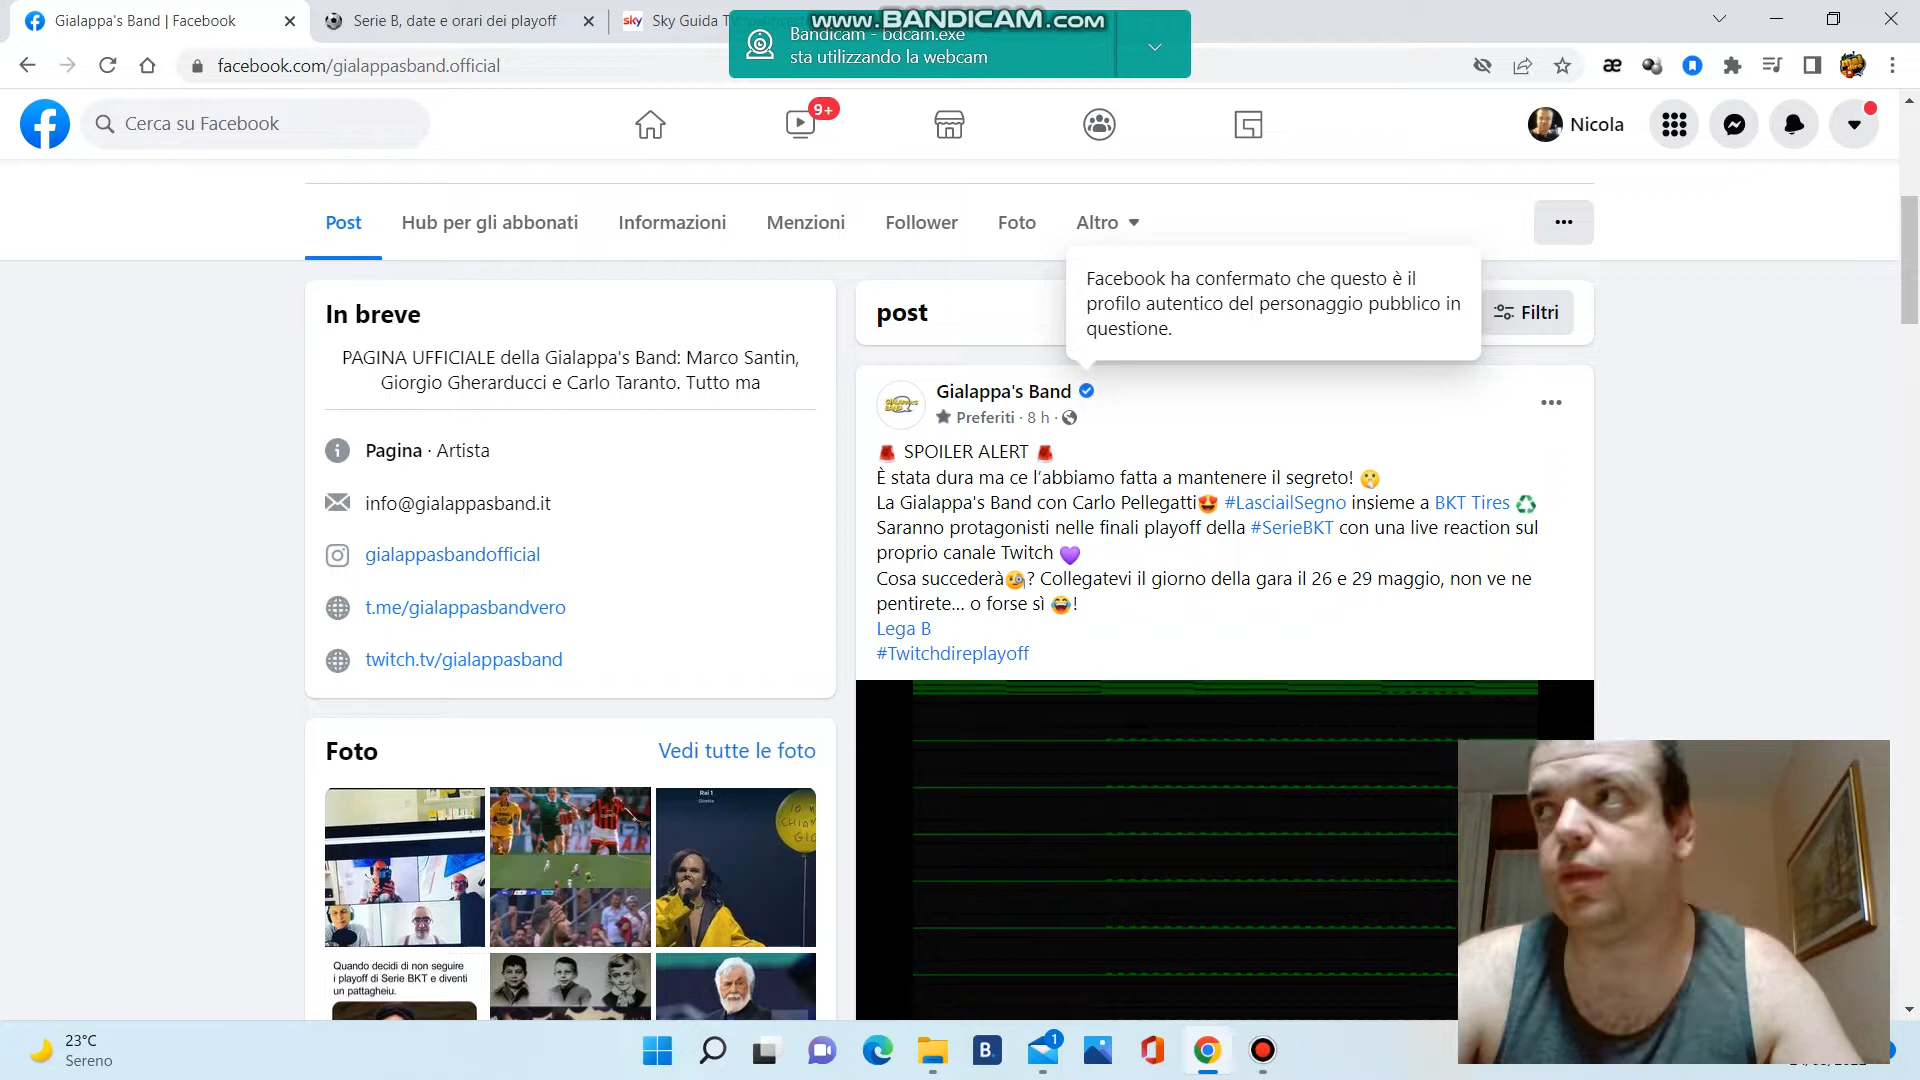 Gialappa's Band | Facebook
Serie B, date e orari dei playoff
sky
Sky Guida T
www.BANDICAM.com
Bandicam - bdcam.exe
sta utilizzando la webcam
facebook.com/gialappasband.official
æ
Cerca su Facebook
9+
Nicola
Post
Hub per gli abbonati
Informazioni
Menzioni
Follower
Foto
Altro
Facebook ha confermato che questo è il
profilo autentico del personaggio pubblico in
questione.
In breve
PAGINA UFFICIALE della Gialappa's Band: Marco Santin,
Giorgio Gherarducci e Carlo Taranto. Tutto ma
Pagina · Artista
info@gialappasband.it
gialappasbandofficial
t.me/gialappasbandvero
twitch.tv/gialappasband
Foto
Vedi tutte le foto
Rai 1
Quando decidi di non seguire
i playoff di Serie BKT e diventi
un pattagheiu.
post
Filtri
Gialappa's Band
Preferiti · 8 h ·
🚨 SPOILER ALERT 🚨
È stata dura ma ce l'abbiamo fatta a mantenere il segreto! 🤫
La Gialappa's Band con Carlo Pellegatti😍 #LasciailSegno insieme a BKT Tires ♻️
Saranno protagonisti nelle finali playoff della #SerieBKT con una live reaction sul
proprio canale Twitch 💜
Cosa succederà🧐? Collegatevi il giorno della gara il 26 e 29 maggio, non ve ne
pentirete... o forse sì 😂!
Lega B
#Twitchdireplayoff
23°C
Sereno
B.
1